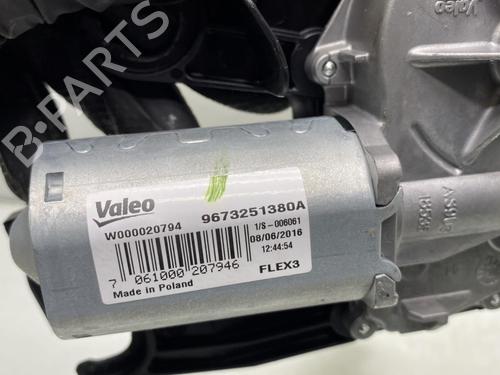 Valeo
B-PARTS
Valeo
9673251380A
W000020794
1/S-006061
08/06/2016
12:44:54
7 061000 207946
FLEX3
Made in Poland